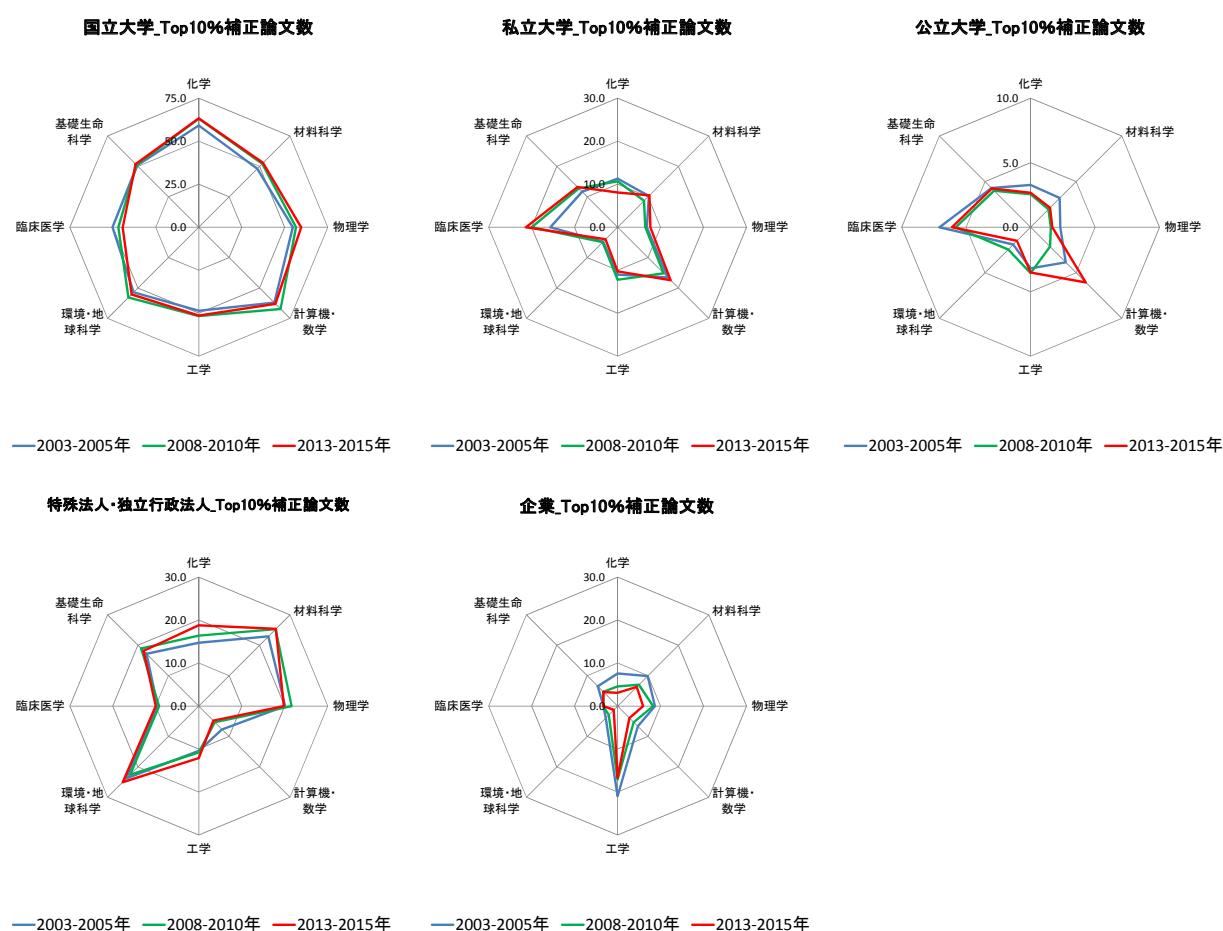 国立大学_Top10%補正論文数
化学
75.0
50.0
25.0
0.0
材料科学
物理学
計算機・
数学
工学
環境・地
球科学
臨床医学
基礎生命
科学
2003-2005年
2008-2010年
2013-2015年
私立大学_Top10%補正論文数
化学
30.0
20.0
10.0
0.0
材料科学
物理学
計算機・
数学
工学
環境・地
球科学
臨床医学
基礎生命
科学
2003-2005年
2008-2010年
2013-2015年
公立大学_Top10%補正論文数
化学
10.0
5.0
0.0
材料科学
物理学
計算機・
数学
工学
環境・地
球科学
臨床医学
基礎生命
科学
2003-2005年
2008-2010年
2013-2015年
特殊法人・独立行政法人_Top10%補正論文数
化学
30.0
20.0
10.0
0.0
材料科学
物理学
計算機・
数学
工学
環境・地
球科学
臨床医学
基礎生命
科学
2003-2005年
2008-2010年
2013-2015年
企業_Top10%補正論文数
化学
30.0
20.0
10.0
0.0
材料科学
物理学
計算機・
数学
工学
環境・地
球科学
臨床医学
基礎生命
科学
2003-2005年
2008-2010年
2013-2015年